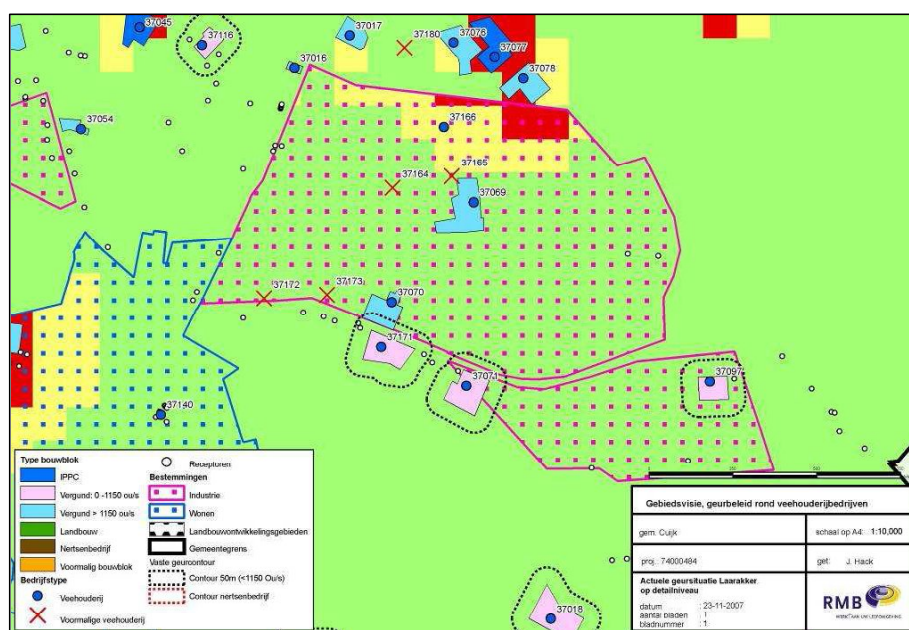 37045
37116
37017
37180
37076
37077
37016
37078
37054
37166
37165
37164
37069
37172
37173
37070
37171
37071
37097
37140
37018
Type bouwblok
IPPC
Vergund: 0 -1150 ou/s
Vergund > 1150 ou/s
Landbouw
Nertsenbedrijf
Voormalig bouwblok
Bedrijfstype
Veehouderij
Voormalige veehouderij
Receptoren
Bestemmingen
Industrie
Wonen
Landbouwontwikkelingsgebieden
Gemeentegrens
Vaste geurcontour
Contour 50m (<1150 Ou/s)
Contour nertsenbedrijf
Gebiedsvisie, geurbeleid rond veehouderijbedrijven
gem. Cuijk
schaal op A4: 1:10,000
proj. 74000484
get: J. Hack
Actuele geursituatie Laarakker
op detailniveau
datum : 23-11-2007
aantal bladen : 1
bladnummer : 1
RMB